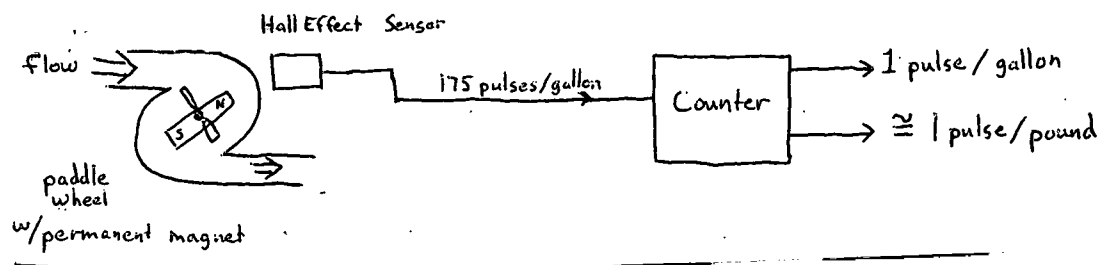 Hall Effect Sensor
flow
N
S
175 pulses/gallon
Counter
1 pulse / gallon
≅ 1 pulse/pound
paddle
wheel
w/permanent magnet